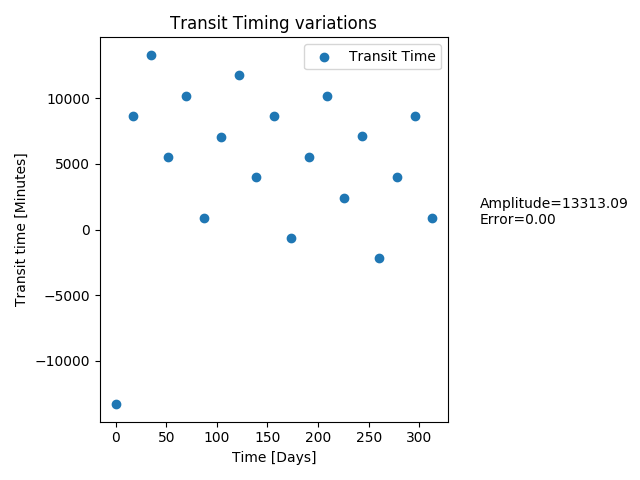 Transit Timing variations
Transit Time
10000
5000
0
−5000
−10000
Transit time [Minutes]
0 50 100 150 200 250 300
Time [Days]
Amplitude=13313.09
Error=0.00